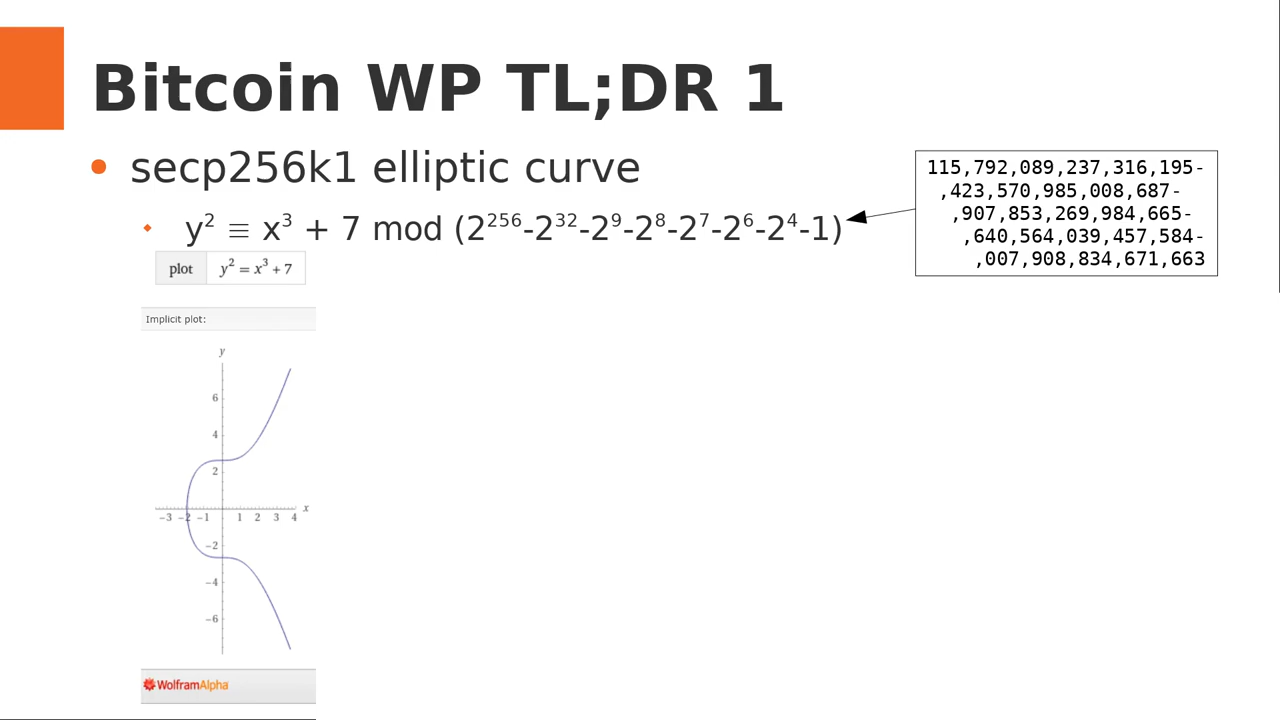 Bitcoin WP TL;DR 1
secp256k1 elliptic curve
y² ≡ x³ + 7 mod (2²⁵⁶-2³²-2⁹-2⁸-2⁷-2⁶-2⁴-1)
115,792,089,237,316,195-
,423,570,985,008,687-
,907,853,269,984,665-
,640,564,039,457,584-
,007,908,834,671,663
plot y² = x³ + 7
Implicit plot:
y
6
4
2
−3 −2 −1 1 2 3 4 x
−2
−4
−6
WolframAlpha